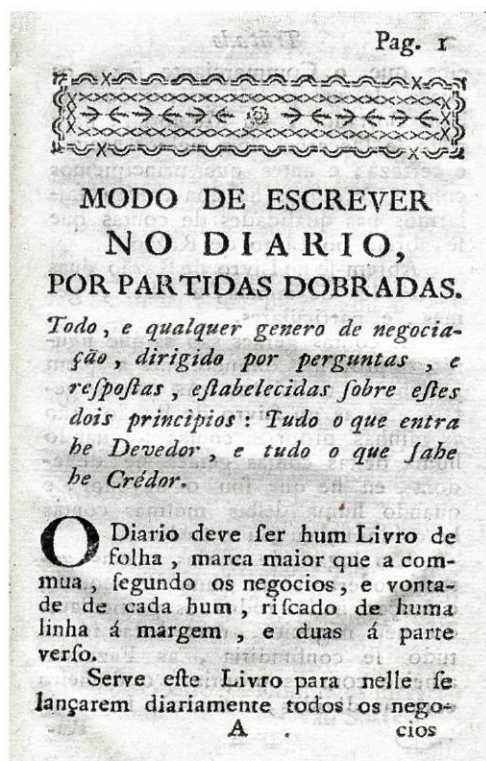 Pag. 1
MODO DE ESCREVER
NO DIARIO,
POR PARTIDAS DOBRADAS.
Todo, e qualquer genero de negocia-
ção, dirigido por perguntas, e
reſpoſtas, eſtabelecidas ſobre eſtes
dois principios: Tudo o que entra
he Devedor, e tudo o que ſahe
he Crédor.
O Diario deve ſer hum Livro de
folha, marca maior que a com-
mua, ſegundo os negocios, e vonta-
de de cada hum, riſcado de huma
linha á margem, e duas á parte
verſo.
Serve eſte Livro para nelle ſe
lançarem diariamente todos os nego-
A cios